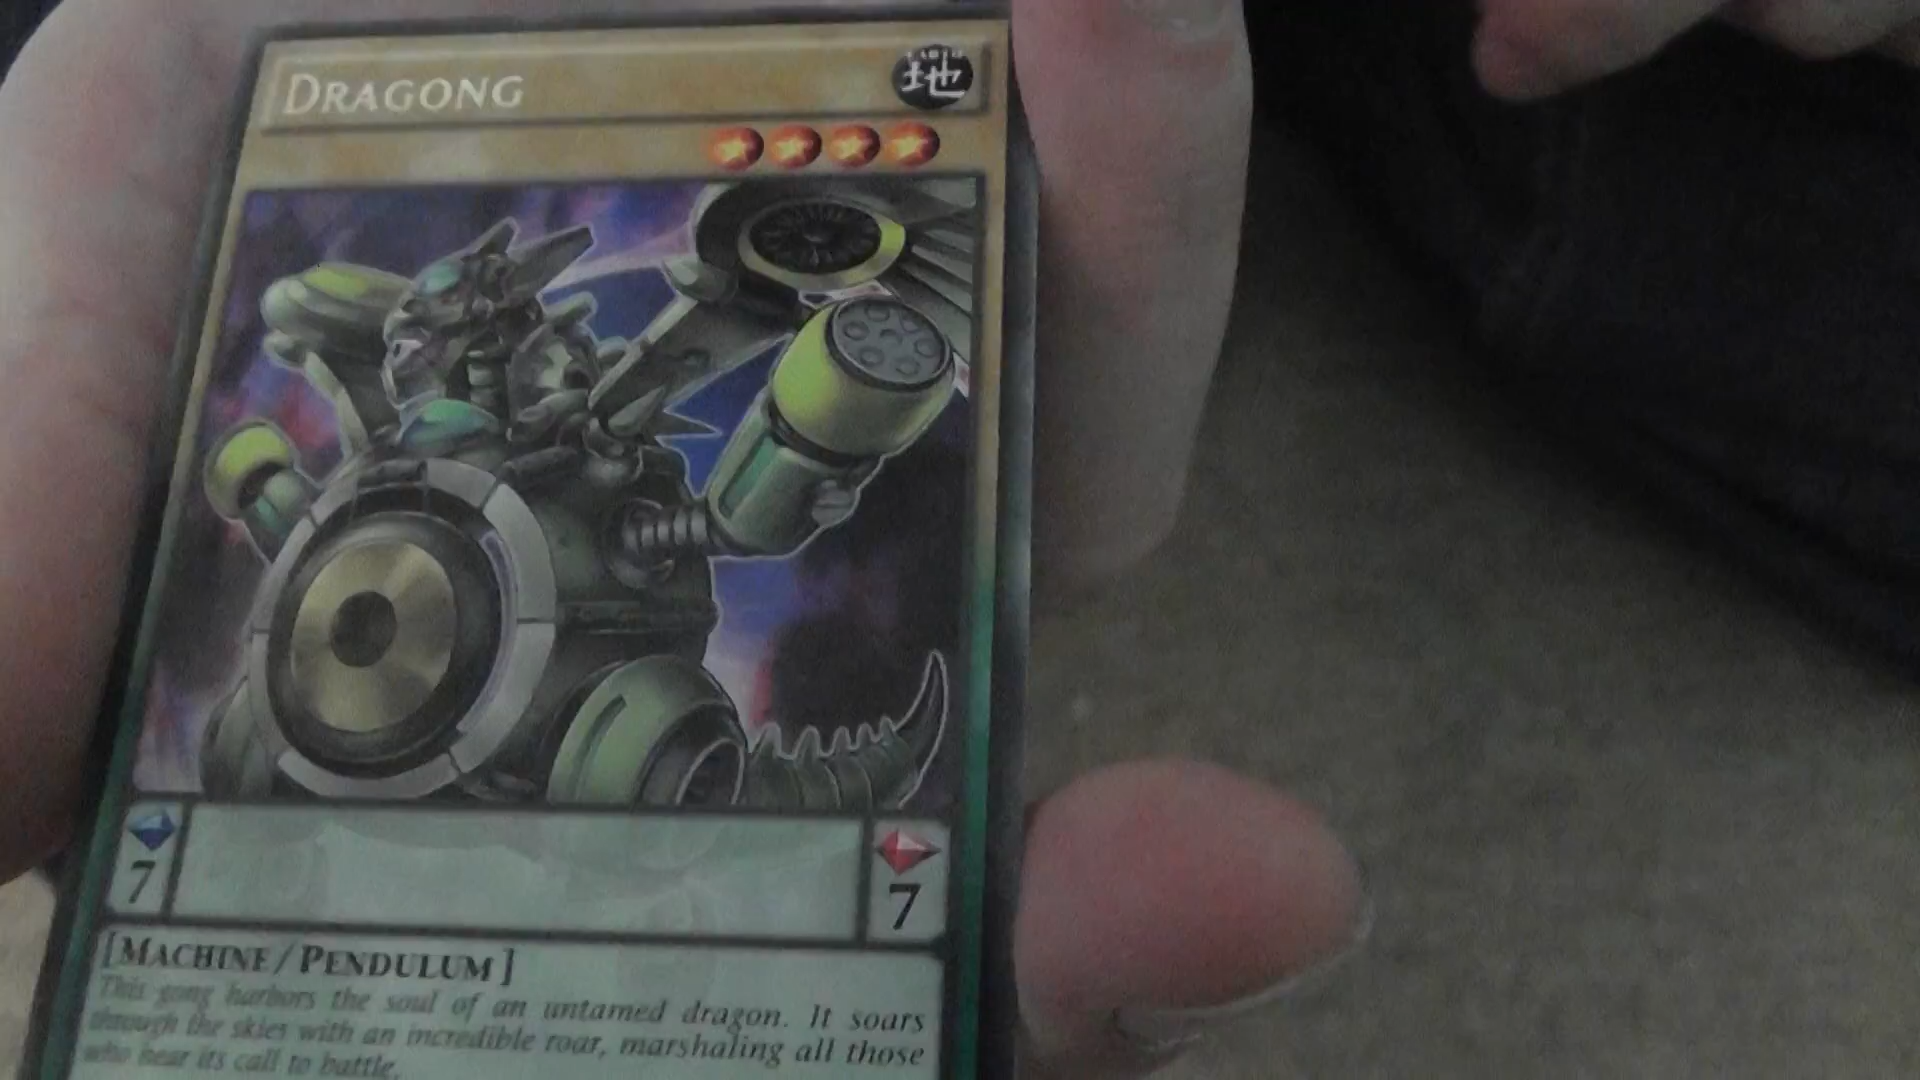 DRAGONG
EARTH
地
7
7
[MACHINE / PENDULUM]
This gong harbors the soul of an untamed dragon. It soars
through the skies with an incredible roar, marshaling all those
who hear its call to battle.